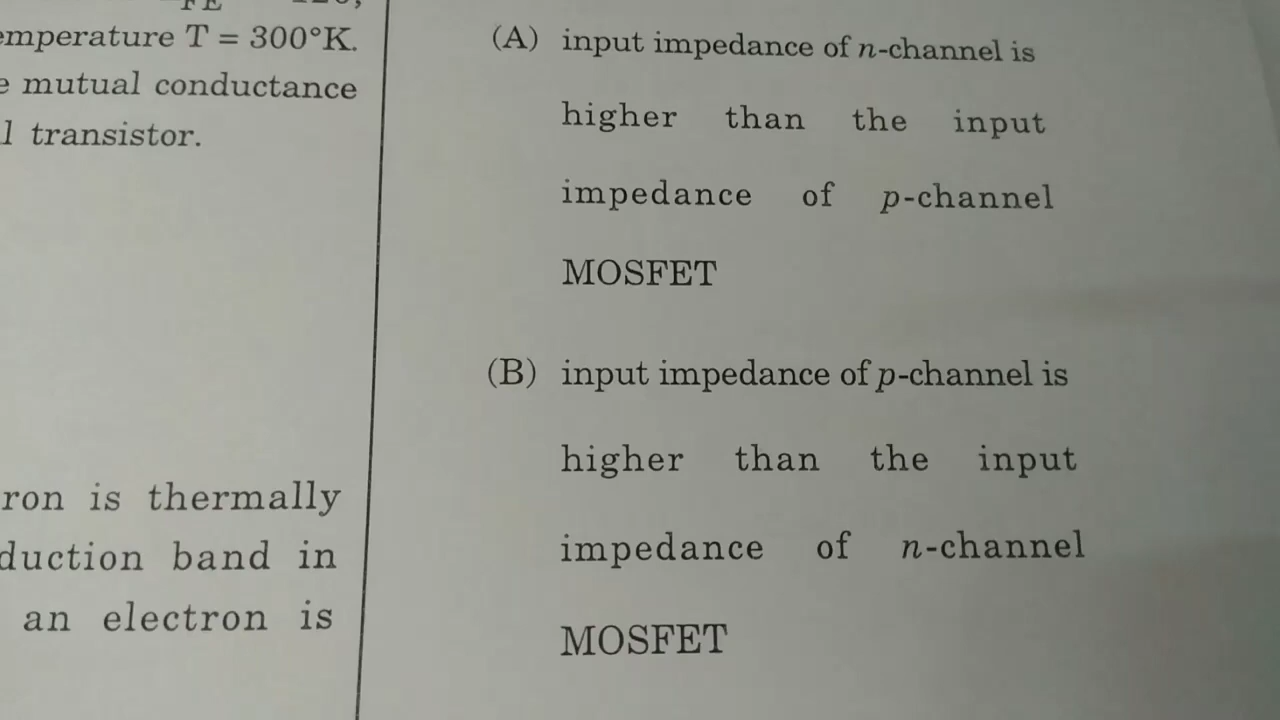 emperature T = 300°K.
e mutual conductance
l transistor.
ron is thermally
duction band in
an electron is
(A) input impedance of n-channel is
higher than the input
impedance of p-channel
MOSFET
(B) input impedance of p-channel is
higher than the input
impedance of n-channel
MOSFET